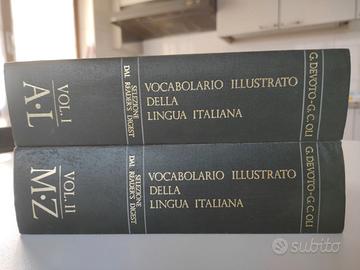 VOL. I
A·L
SELEZIONE
DAL READER'S DIGEST
VOCABOLARIO ILLUSTRATO
DELLA
LINGUA ITALIANA
G. DEVOTO-G. C. OLI
VOL. II
M·Z
SELEZIONE
DAL READER'S DIGEST
VOCABOLARIO ILLUSTRATO
DELLA
LINGUA ITALIANA
G. DEVOTO-G. C. OLI
subito